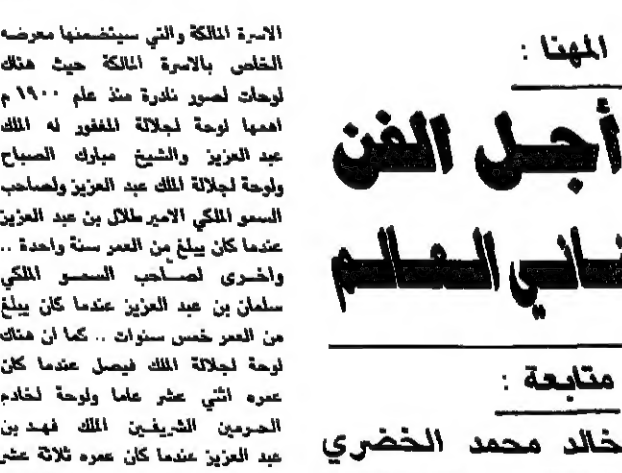 المهنا :
أجل الفن
ناني العالم
متابعة :
خالد محمد الخضري
الاسرة المالكة والتي سيتضمنها معرضه
الخاص بالاسرة المالكة حيث هناك
لوحات لصور نادرة منذ عام ١٩٠٠ م
اهمها لوحة لجلالة المغفور له الملك
عبد العزيز والشيخ مبارك الصباح
ولوحة لجلالة الملك عبد العزيز ولصاحب
السمو الملكي الامير طلال بن عبد العزيز
عندما كان يبلغ من العمر سنة واحدة ..
واخرى لصاحب السمو الملكي
سلمان بن عبد العزيز عندما كان يبلغ
من العمر خمس سنوات .. كما ان هناك
لوحة لجلالة الملك فيصل عندما كان
عمره اثني عشر عاما ولوحة لخادم
الحرمين الشريفين الملك فهد بن
عبد العزيز عندما كان عمره ثلاثة عشر